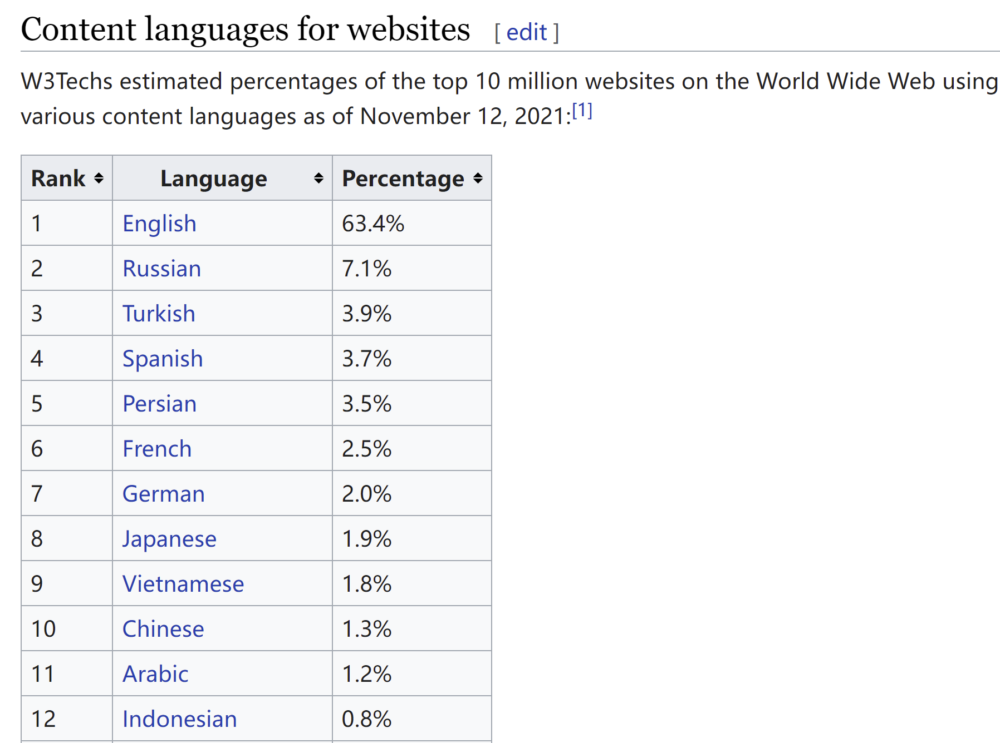 Content languages for websites [ edit ]
W3Techs estimated percentages of the top 10 million websites on the World Wide Web using
various content languages as of November 12, 2021:[1]
Rank Language Percentage
1 English 63.4%
2 Russian 7.1%
3 Turkish 3.9%
4 Spanish 3.7%
5 Persian 3.5%
6 French 2.5%
7 German 2.0%
8 Japanese 1.9%
9 Vietnamese 1.8%
10 Chinese 1.3%
11 Arabic 1.2%
12 Indonesian 0.8%